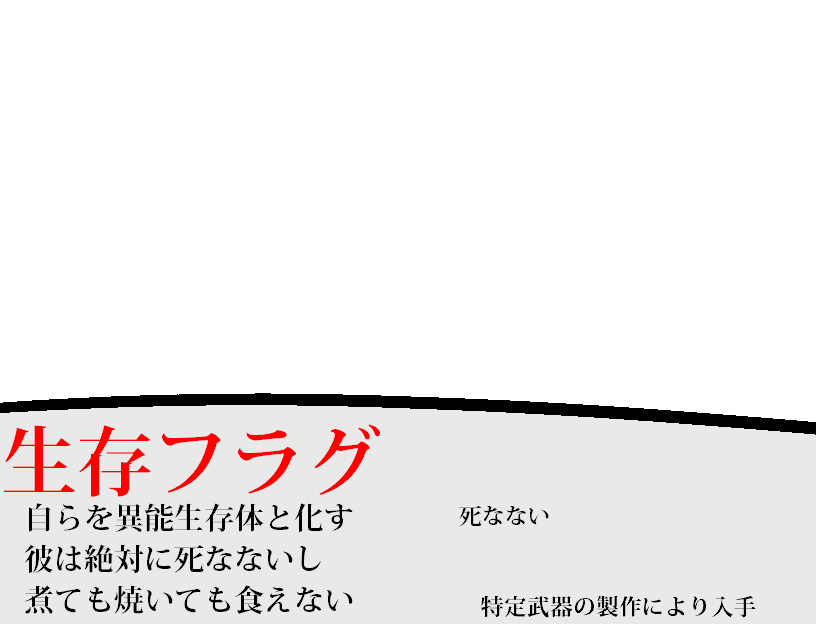 生存フラグ
自らを異能生存体と化す
彼は絶対に死なないし
煮ても焼いても食えない
死なない
特定武器の製作により入手